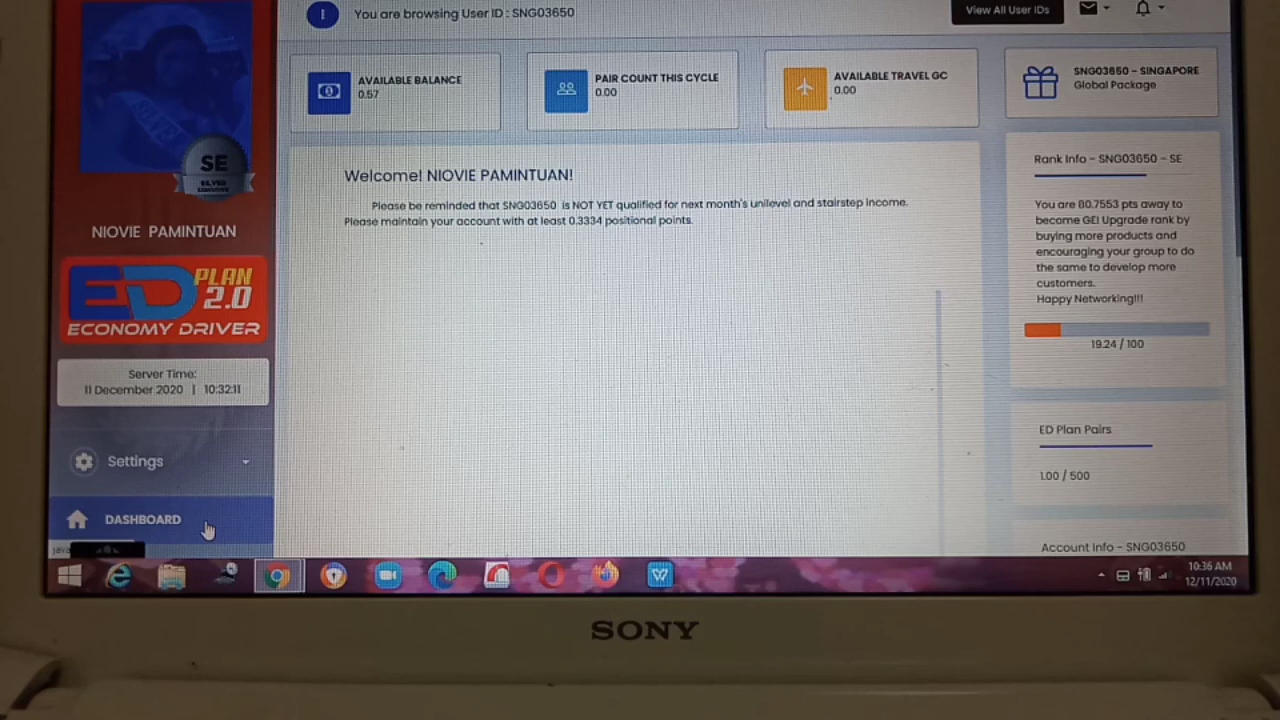 You are browsing User ID : SNG03650
View All User IDs
AVAILABLE BALANCE
0.57
PAIR COUNT THIS CYCLE
0.00
AVAILABLE TRAVEL GC
0.00
SNG03650 - SINGAPORE
Global Package
SE
SILVER
EXECUTIVE
NIOVIE PAMINTUAN
ED PLAN 2.0
ECONOMY DRIVER
Server Time:
11 December 2020 | 10:32:11
Settings
DASHBOARD
Welcome! NIOVIE PAMINTUAN!
Please be reminded that SNG03650 is NOT YET qualified for next month's unilevel and stairstep income.
Please maintain your account with at least 0.3334 positional points.
Rank Info - SNG03650 - SE
You are 80.7553 pts away to
become GEI Upgrade rank by
buying more products and
encouraging your group to do
the same to develop more
customers.
Happy Networking!!!
19.24 / 100
ED Plan Pairs
1.00 / 500
Account Info - SNG03650
java
10:36 AM
12/11/2020
SONY